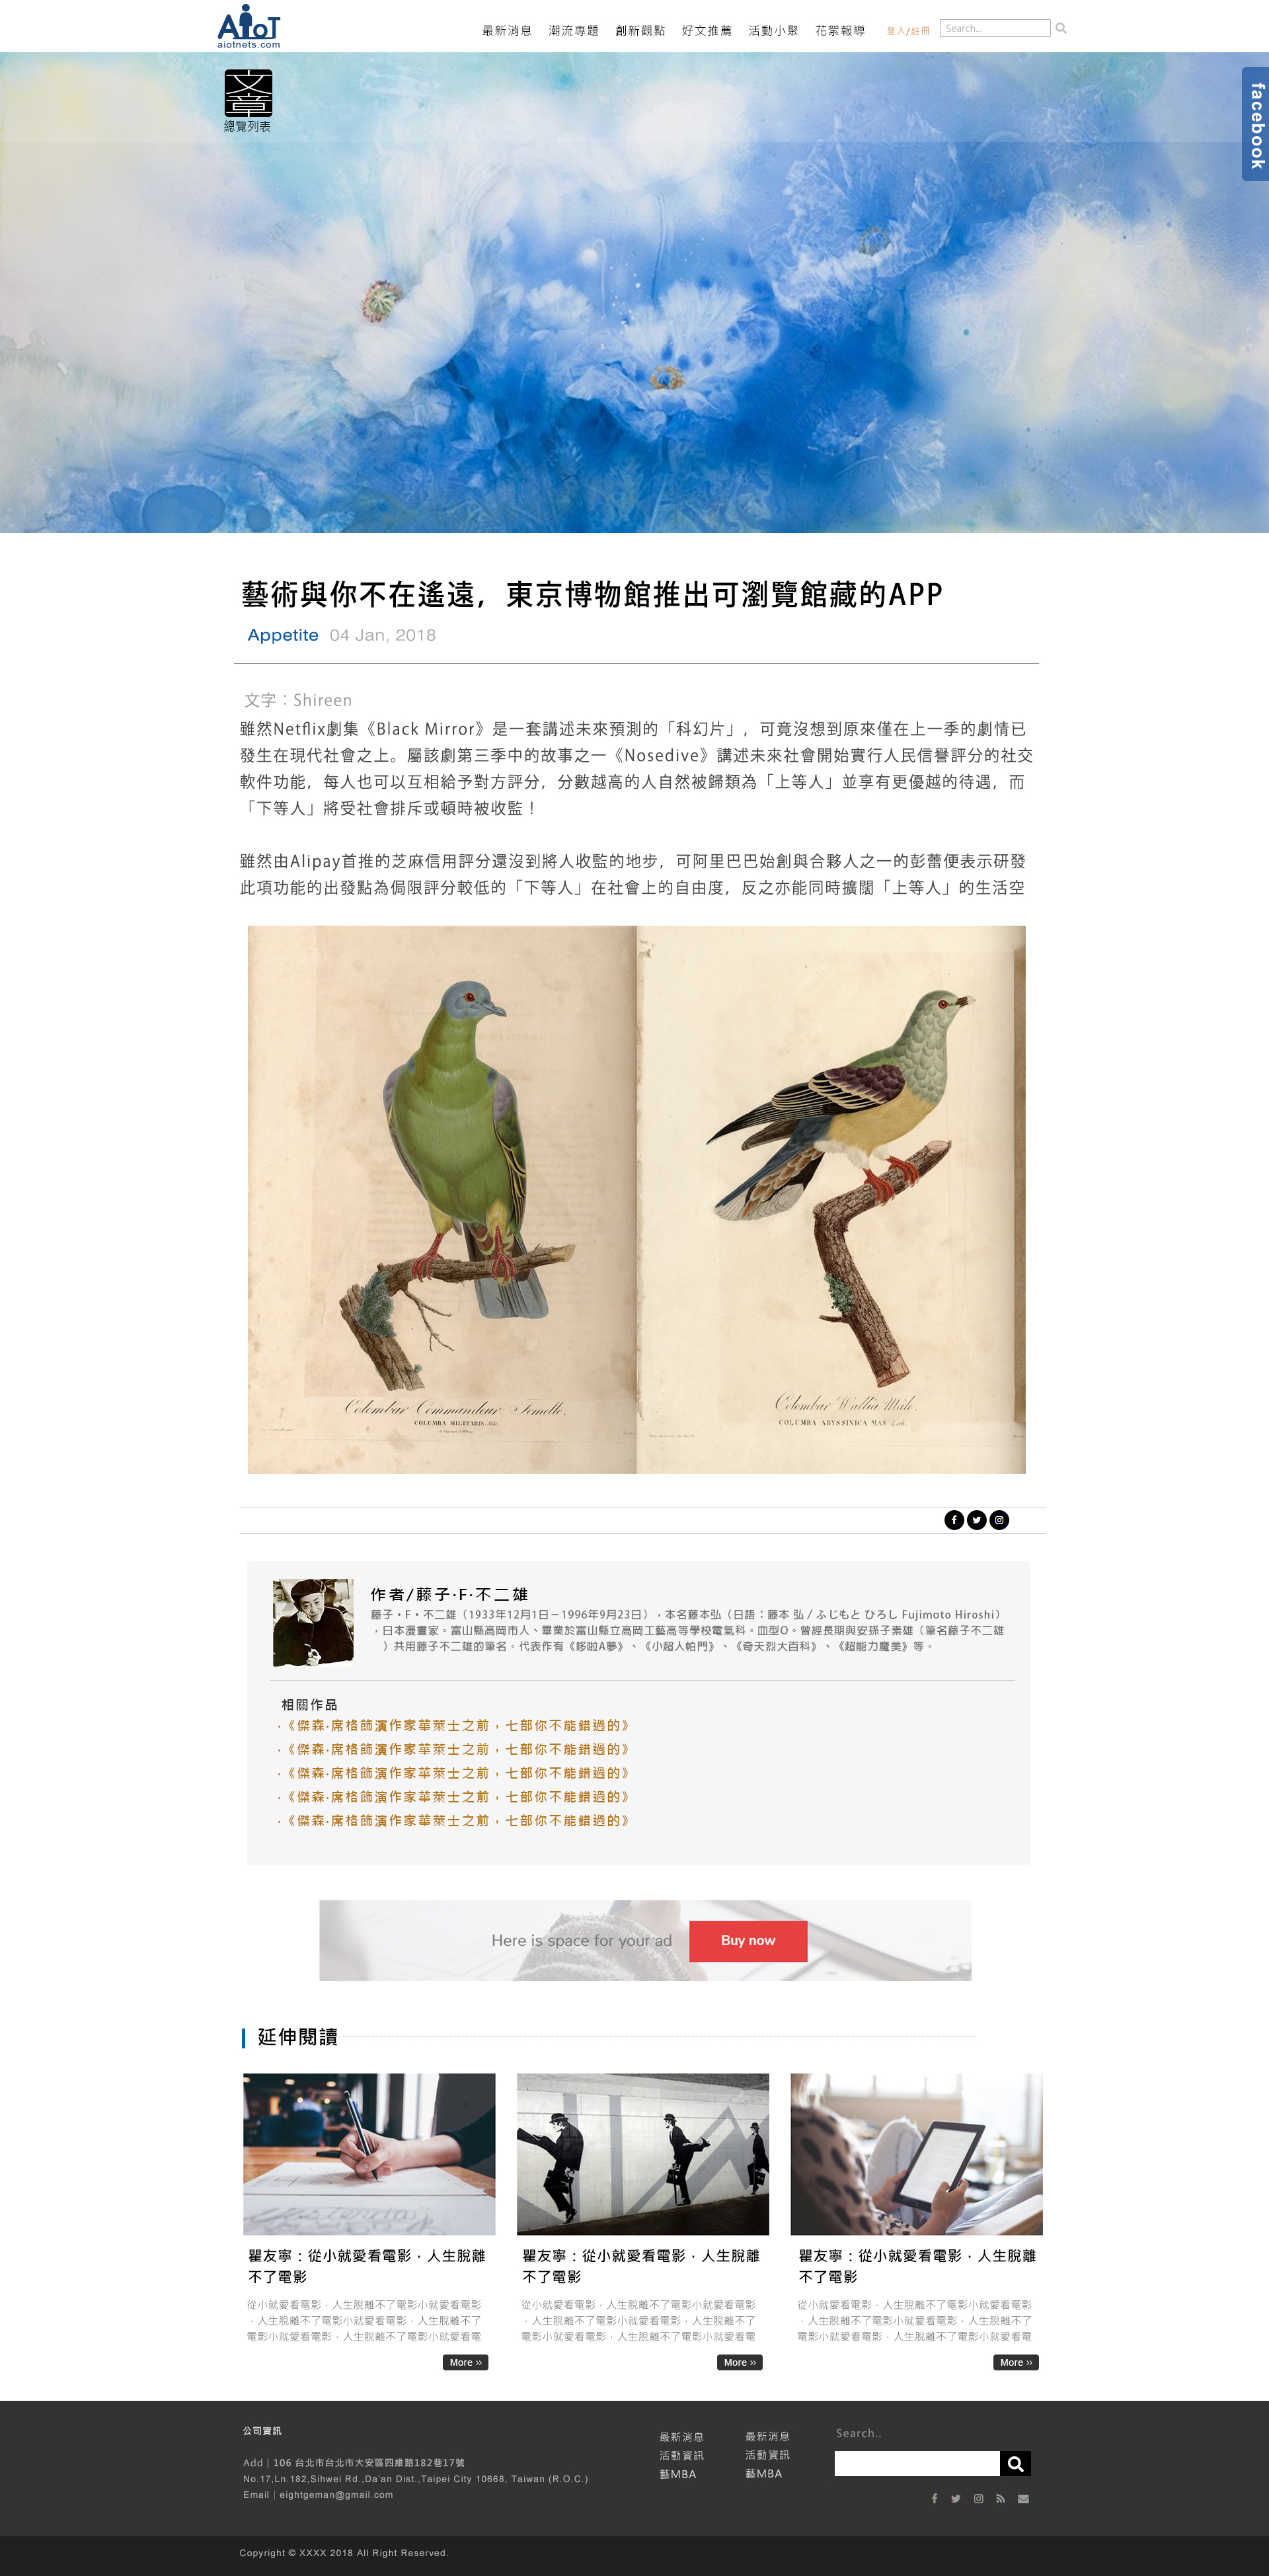 AIoT
aiotnets.com
最新消息 潮流專題 創新觀點 好文推薦 活動小聚 花絮報導 登入/註冊 Search...
facebook
文章
總覽列表
藝術與你不在遙遠，東京博物館推出可瀏覽館藏的APP
Appetite 04 Jan, 2018
文字：Shireen
雖然Netflix劇集《Black Mirror》是一套講述未來預測的「科幻片」，可竟沒想到原來僅在上一季的劇情已
發生在現代社會之上。屬該劇第三季中的故事之一《Nosedive》講述未來社會開始實行人民信譽評分的社交
軟件功能，每人也可以互相給予對方評分，分數越高的人自然被歸類為「上等人」並享有更優越的待遇，而
「下等人」將受社會排斥或頓時被收監！
雖然由Alipay首推的芝麻信用評分還沒到將人收監的地步，可阿里巴巴始創與合夥人之一的彭蕾便表示研發
此項功能的出發點為侷限評分較低的「下等人」在社會上的自由度，反之亦能同時擴闊「上等人」的生活空
Colombar Commandeur Femelle.
COLUMBA MILITARIS
Colombar Wallia Mâle.
COLUMBA ABYSSINICA MAS Lath.
作者/藤子·F·不二雄
藤子・F・不二雄（1933年12月1日－1996年9月23日），本名藤本弘（日語：藤本 弘 / ふじもと ひろし Fujimoto Hiroshi）
，日本漫畫家。富山縣高岡市人、畢業於富山縣立高岡工藝高等學校電氣科。血型O。曾經長期與安孫子素雄（筆名藤子不二雄
）共用藤子不二雄的筆名。代表作有《哆啦A夢》、《小超人帕門》、《奇天烈大百科》、《超能力魔美》等。
相關作品
·《傑森·席格飾演作家華萊士之前，七部你不能錯過的》
·《傑森·席格飾演作家華萊士之前，七部你不能錯過的》
·《傑森·席格飾演作家華萊士之前，七部你不能錯過的》
·《傑森·席格飾演作家華萊士之前，七部你不能錯過的》
·《傑森·席格飾演作家華萊士之前，七部你不能錯過的》
Here is space for your ad Buy now
延伸閱讀
瞿友寧：從小就愛看電影．人生脫離
不了電影
從小就愛看電影．人生脫離不了電影小就愛看電影
．人生脫離不了電影小就愛看電影．人生脫離不了
電影小就愛看電影．人生脫離不了電影小就愛看電
More ››
瞿友寧：從小就愛看電影．人生脫離
不了電影
從小就愛看電影．人生脫離不了電影小就愛看電影
．人生脫離不了電影小就愛看電影．人生脫離不了
電影小就愛看電影．人生脫離不了電影小就愛看電
More ››
瞿友寧：從小就愛看電影．人生脫離
不了電影
從小就愛看電影．人生脫離不了電影小就愛看電影
．人生脫離不了電影小就愛看電影．人生脫離不了
電影小就愛看電影．人生脫離不了電影小就愛看電
More ››
公司資訊
Add | 106 台北市台北市大安區四維路182巷17號
No.17,Ln.182,Sihwei Rd.,Da'an Dist.,Taipei City 10668, Taiwan (R.O.C.)
Email | eightgeman@gmail.com
最新消息
活動資訊
藝MBA
最新消息
活動資訊
藝MBA
Search..
Copyright © XXXX 2018 All Right Reserved.